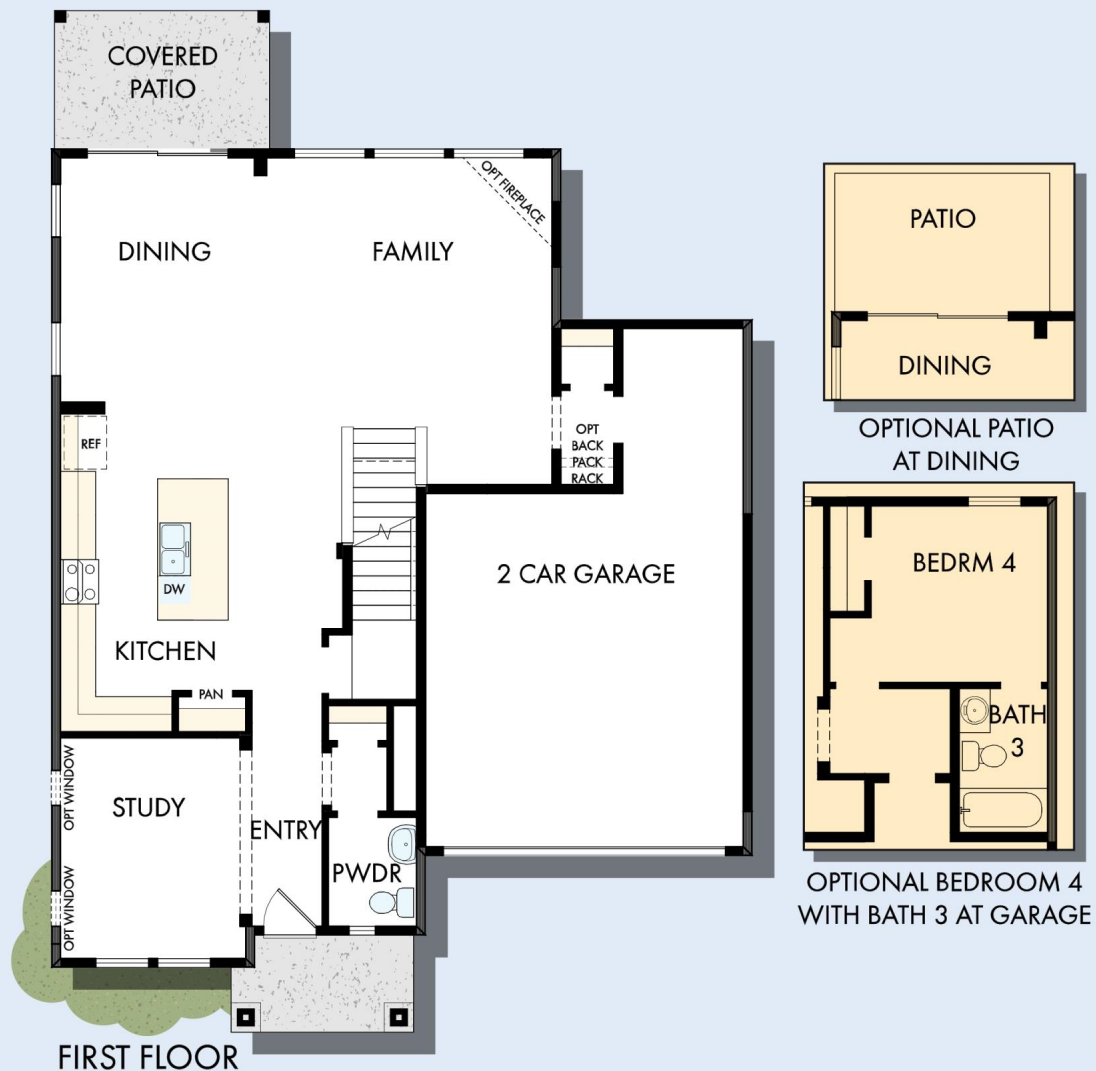 COVERED
PATIO
OPT FIREPLACE
DINING
FAMILY
REF
OPT
BACK
PACK
RACK
DW
2 CAR GARAGE
KITCHEN
PAN
OPT WINDOW
STUDY
ENTRY
OPT WINDOW
PWDR
FIRST FLOOR
PATIO
DINING
OPTIONAL PATIO
AT DINING
BEDRM 4
BATH
3
OPTIONAL BEDROOM 4
WITH BATH 3 AT GARAGE